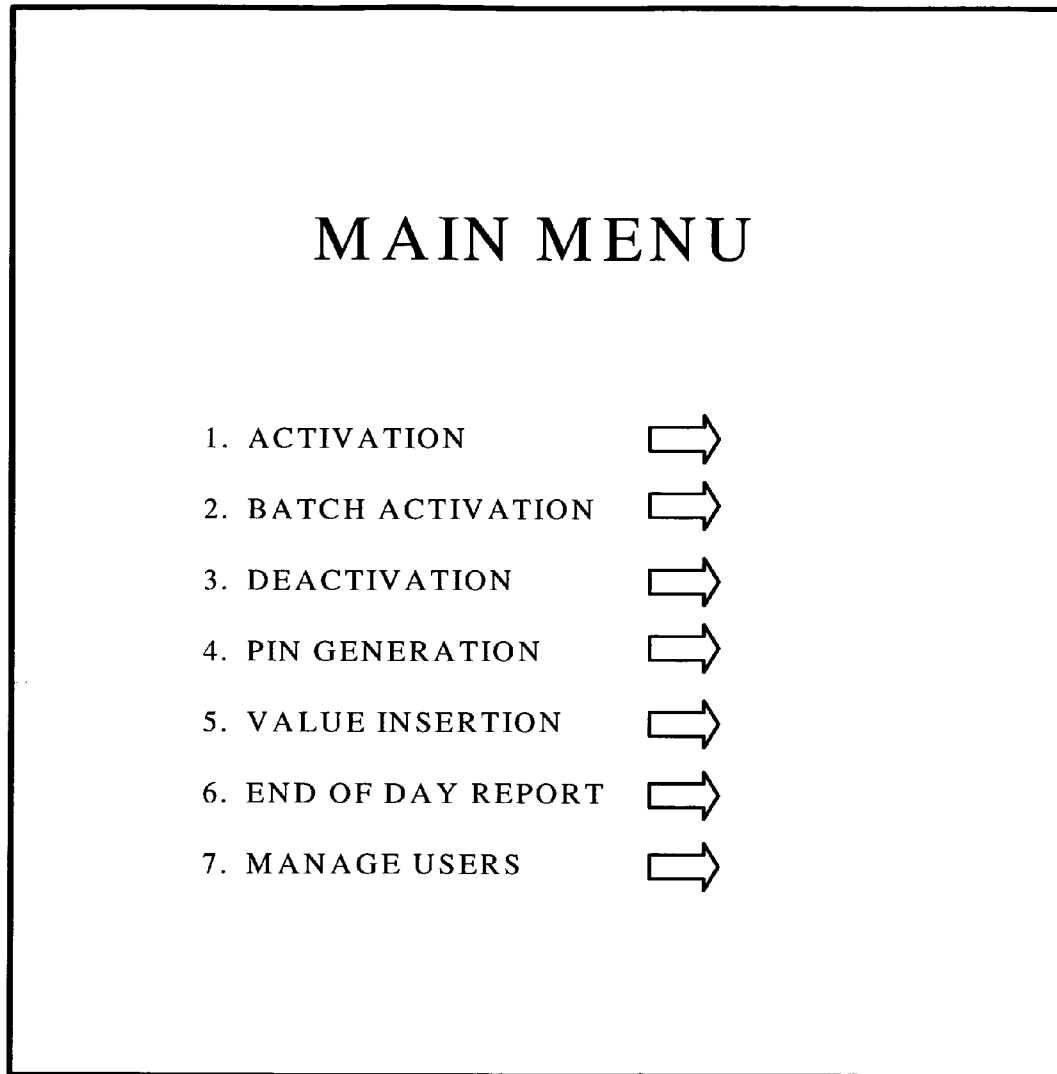 MAIN MENU
1. ACTIVATION
2. BATCH ACTIVATION
3. DEACTIVATION
4. PIN GENERATION
5. VALUE INSERTION
6. END OF DAY REPORT
7. MANAGE USERS